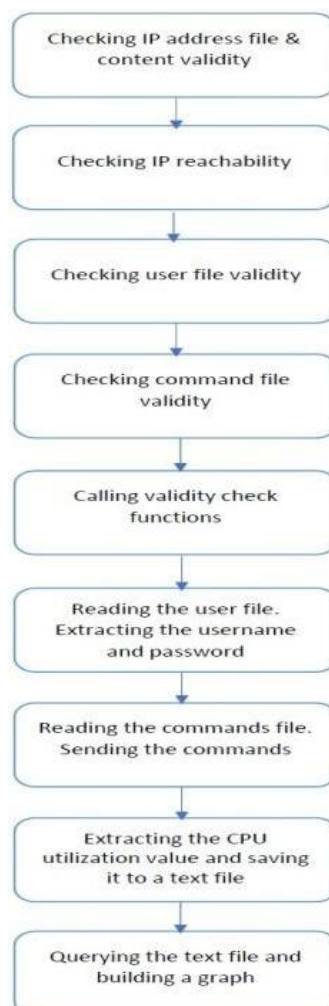 Checking IP address file &
content validity
Checking IP reachability
Checking user file validity
Checking command file
validity
Calling validity check
functions
Reading the user file.
Extracting the username
and password
Reading the commands file.
Sending the commands
Extracting the CPU
utilization value and saving
it to a text file
Querying the text file and
building a graph